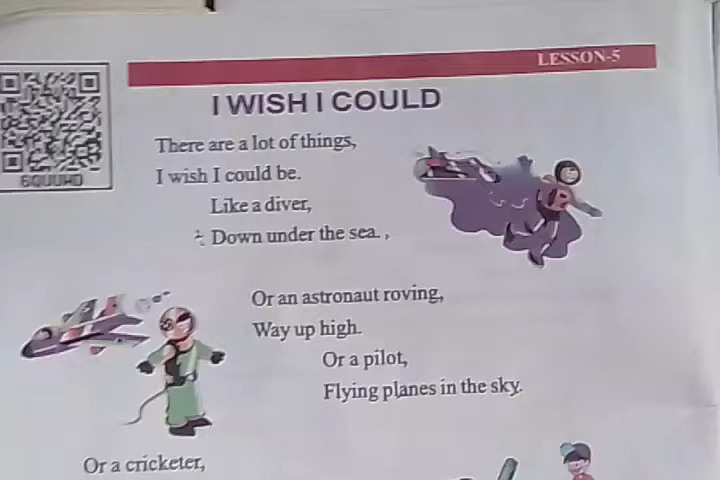 LESSON-5
I WISH I COULD
6QUUWD
There are a lot of things,
I wish I could be.
Like a diver,
Down under the sea. ,
Or an astronaut roving,
Way up high.
Or a pilot,
Flying planes in the sky.
Or a cricketer,